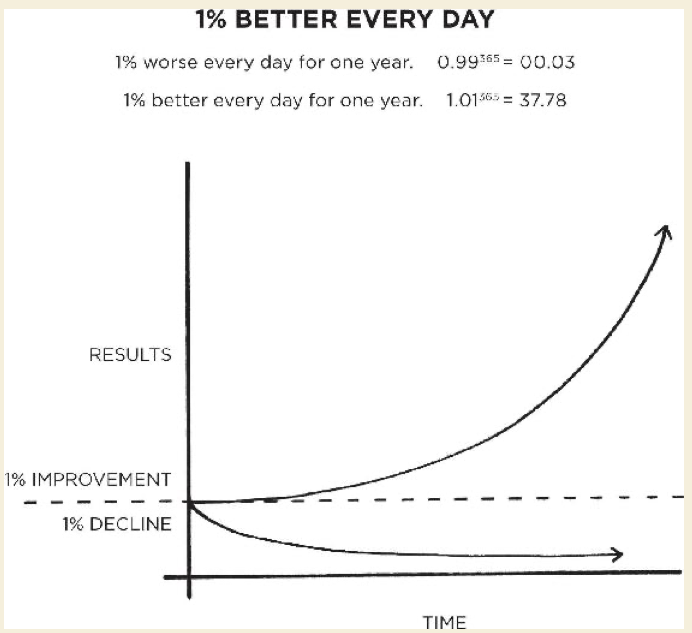 1% BETTER EVERY DAY
1% worse every day for one year. 0.99³⁶⁵ = 00.03
1% better every day for one year. 1.01³⁶⁵ = 37.78
RESULTS
1% IMPROVEMENT
1% DECLINE
TIME